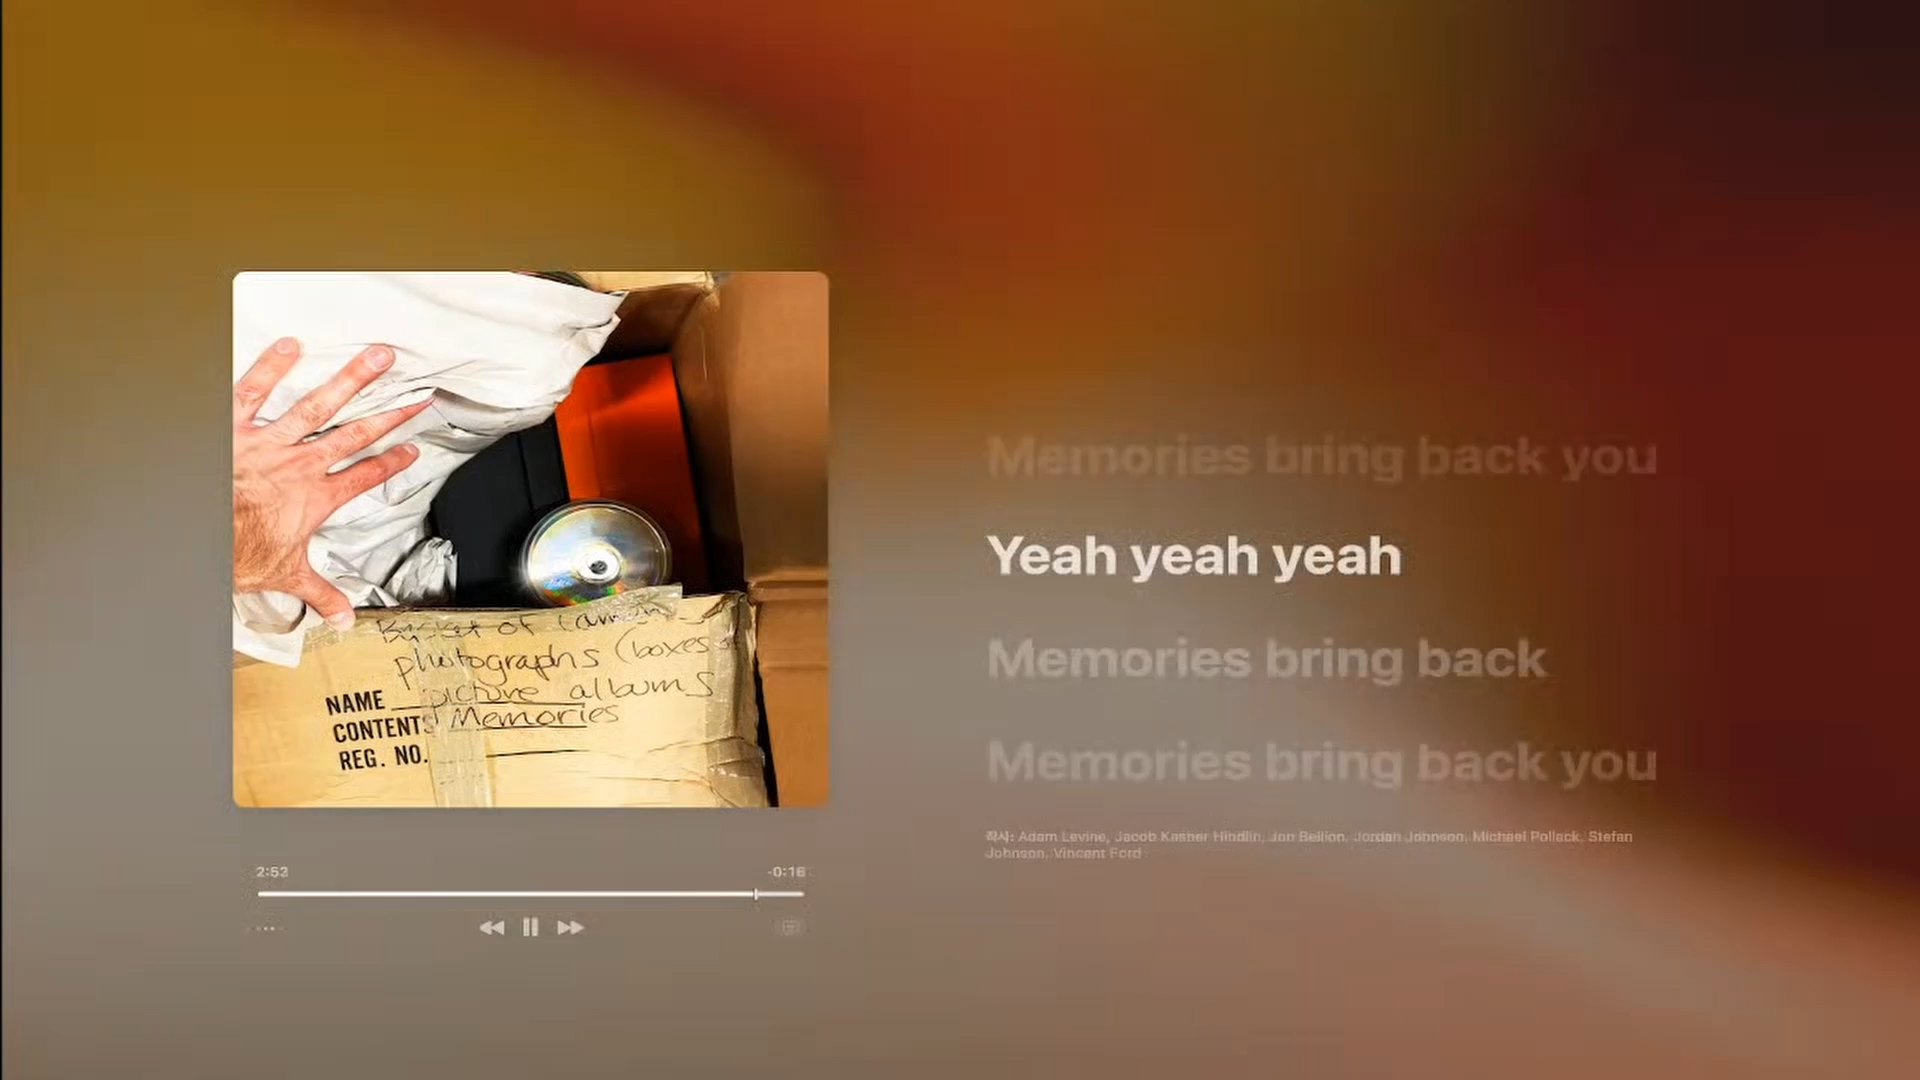 photographs (boxes
picture albums
NAME
CONTENTS Memories
REG. NO.
2:53
-0:16
Memories bring back you
Yeah yeah yeah
Memories bring back
Memories bring back you
작사: Adam Levine, Jacob Kasher Hindlin, Jon Bellion, Jordan Johnson, Michael Pollack, Stefan
Johnson, Vincent Ford